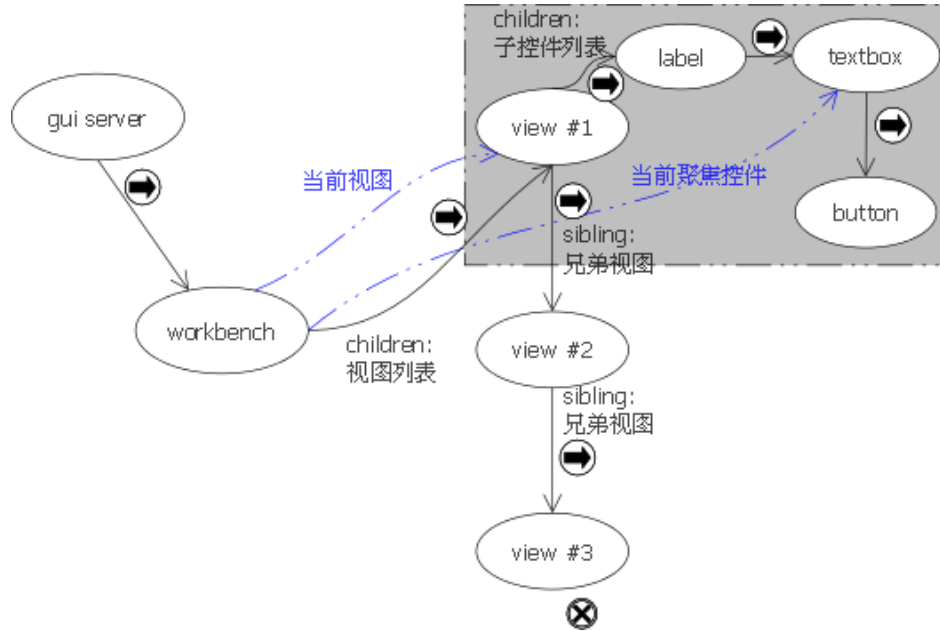 children:
子控件列表
label
textbox
gui server
view #1
当前视图
当前聚焦控件
button
sibling:
兄弟视图
workbench
children:
视图列表
view #2
sibling:
兄弟视图
view #3